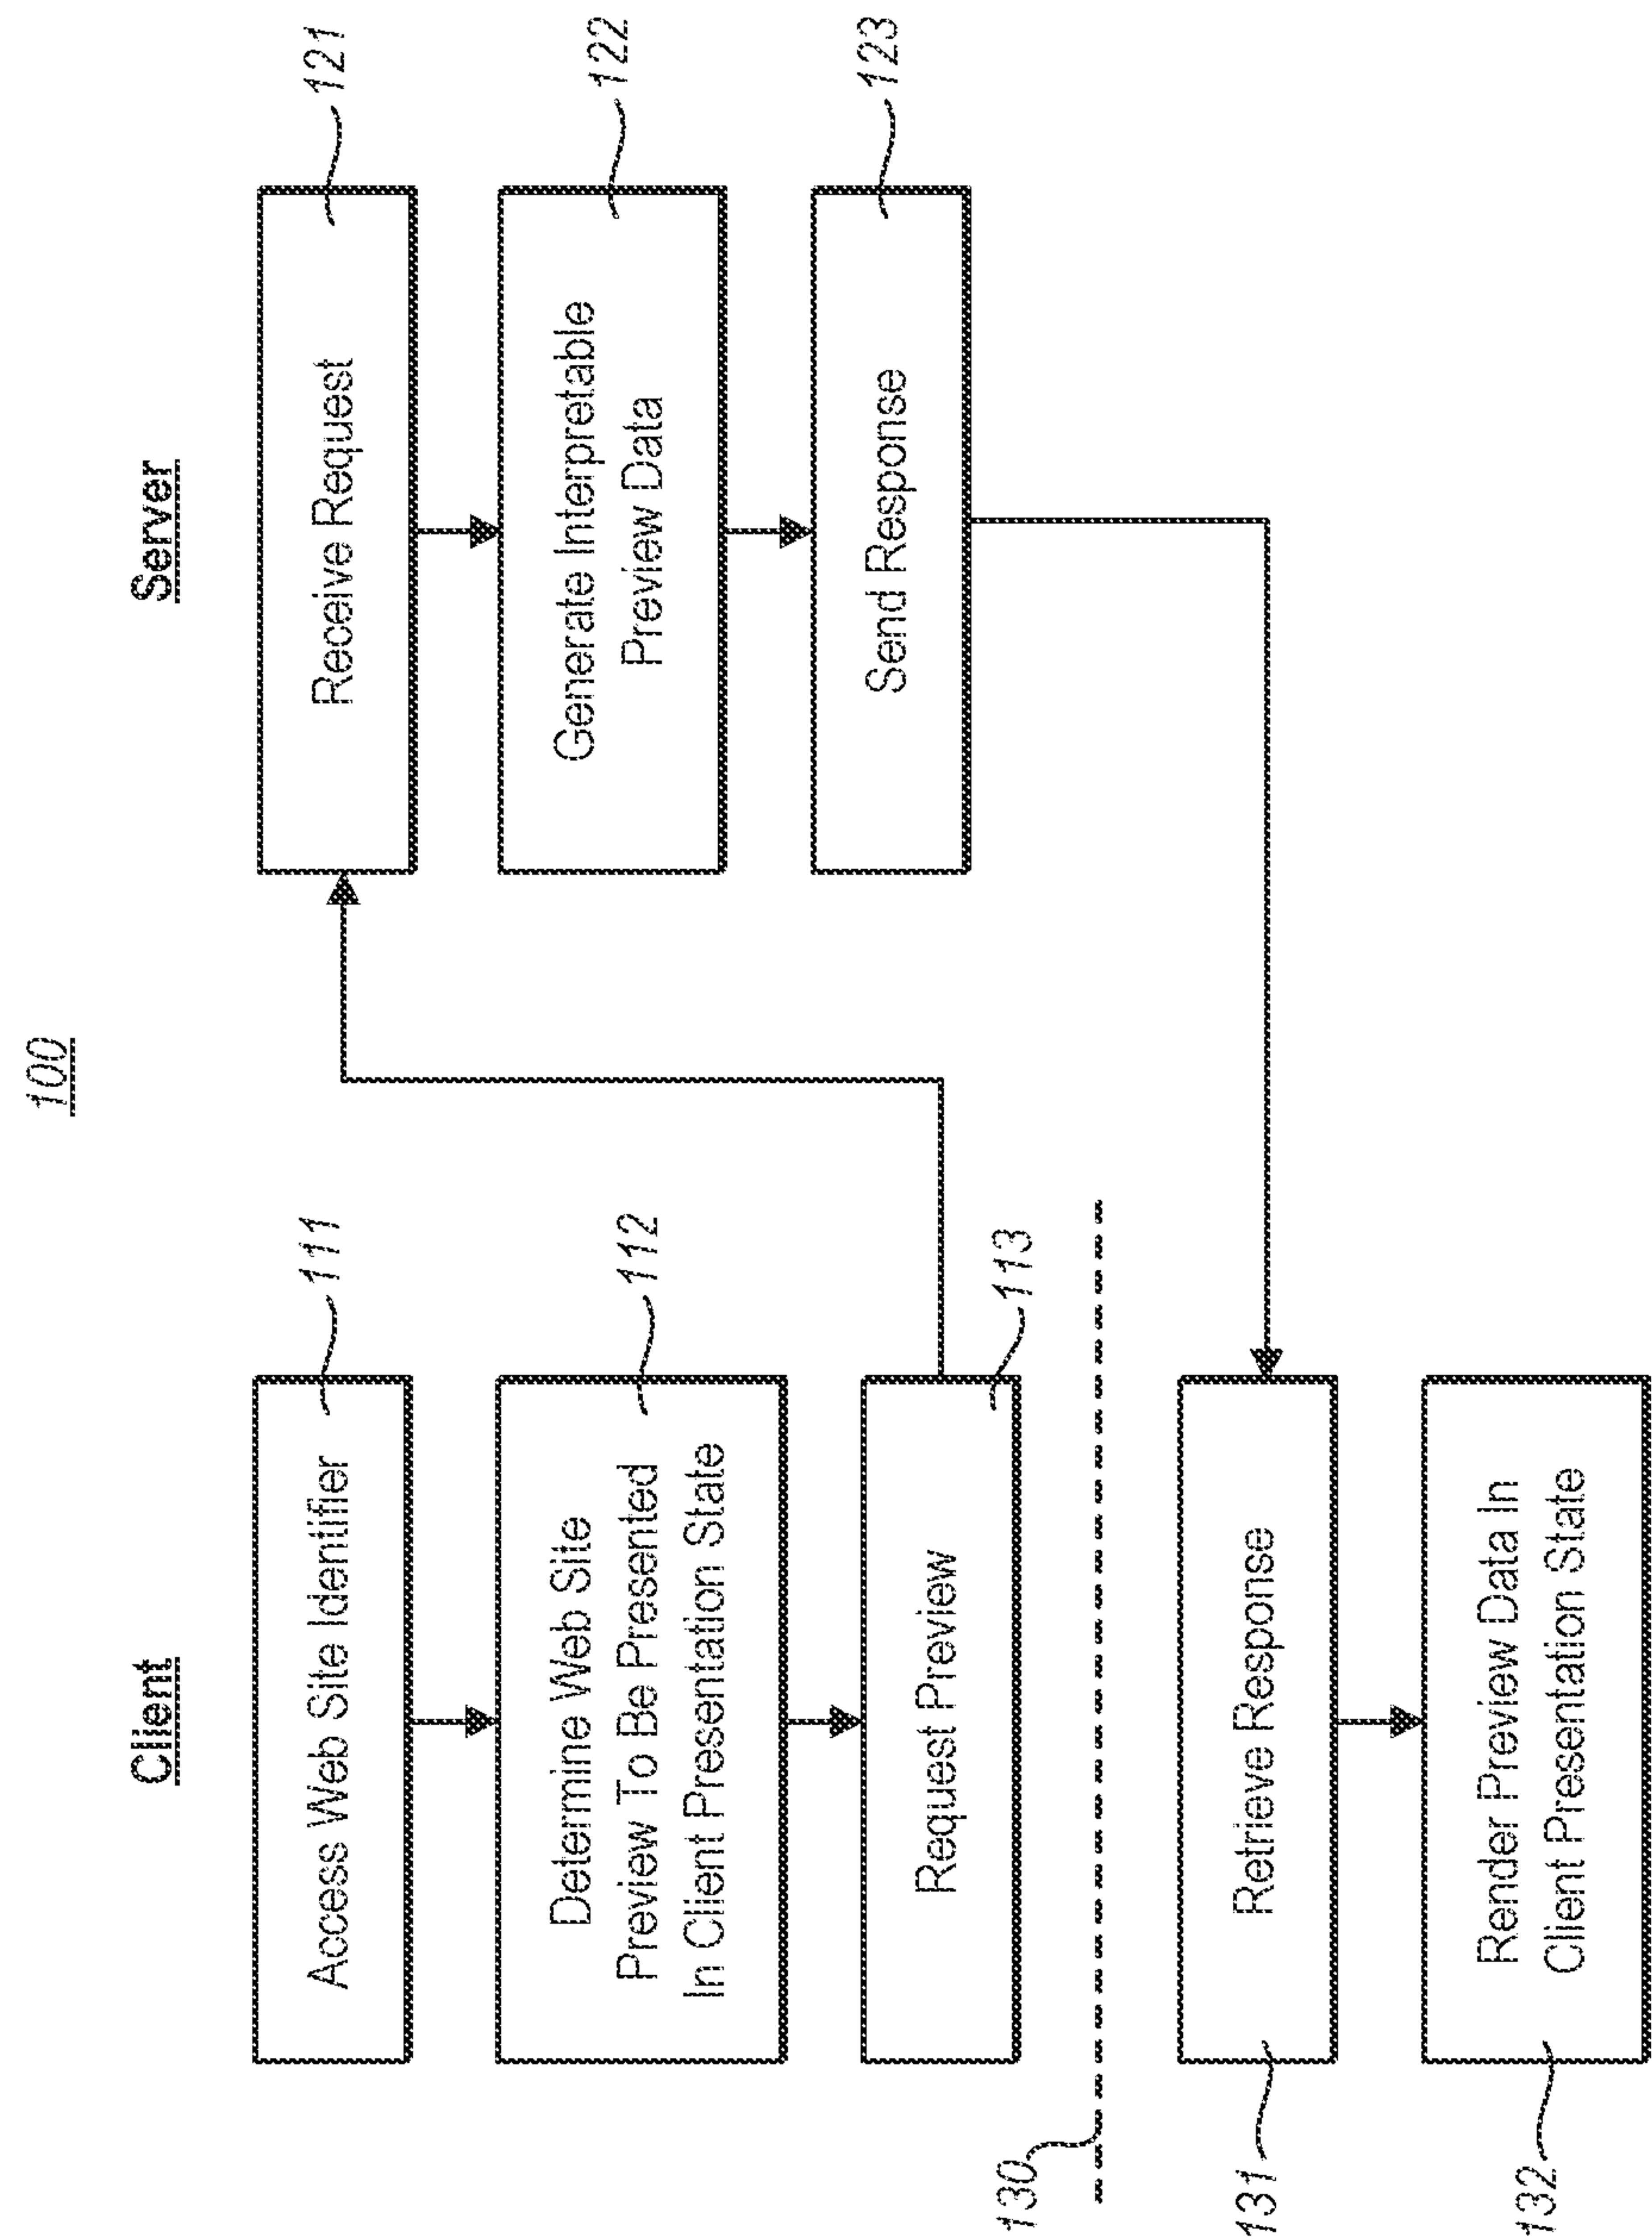 100
Client
Server
Access Web Site Identifier
111
Determine Web Site
Preview To Be Presented
In Client Presentation State
112
Request Preview
113
Receive Request
121
Generate Interpretable
Preview Data
122
Send Response
123
130
Retrieve Response
131
Render Preview Data In
Client Presentation State
132